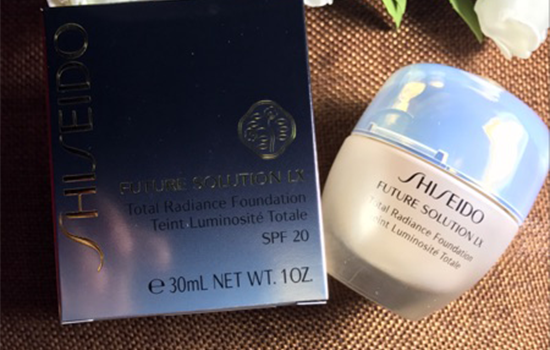 SHISEIDO
FUTURE SOLUTION LX
Total Radiance Foundation
Teint Luminosité Totale
SPF 20
℮ 30mL NET WT. 1OZ.
SHISEIDO
FUTURE SOLUTION LX
Total Radiance Foundation
Teint Luminosité Totale